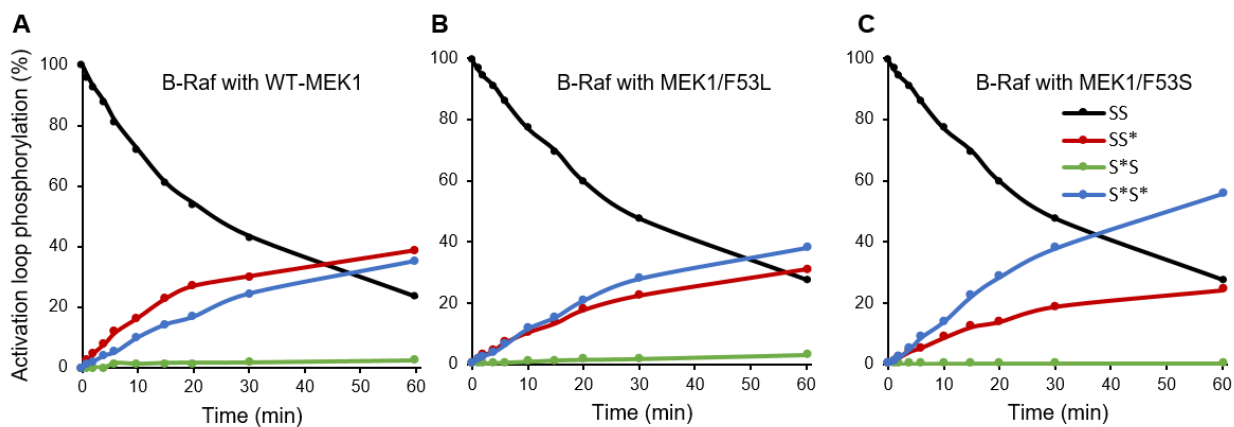 A
B
C
Activation loop phosphorylation (%)
B-Raf with WT-MEK1
B-Raf with MEK1/F53L
B-Raf with MEK1/F53S
SS
SS*
S*S
S*S*
100
80
60
40
20
0
0 10 20 30 40 50 60
Time (min)
100
80
60
40
20
0
0 10 20 30 40 50 60
Time (min)
100
80
60
40
20
0
0 10 20 30 40 50 60
Time (min)